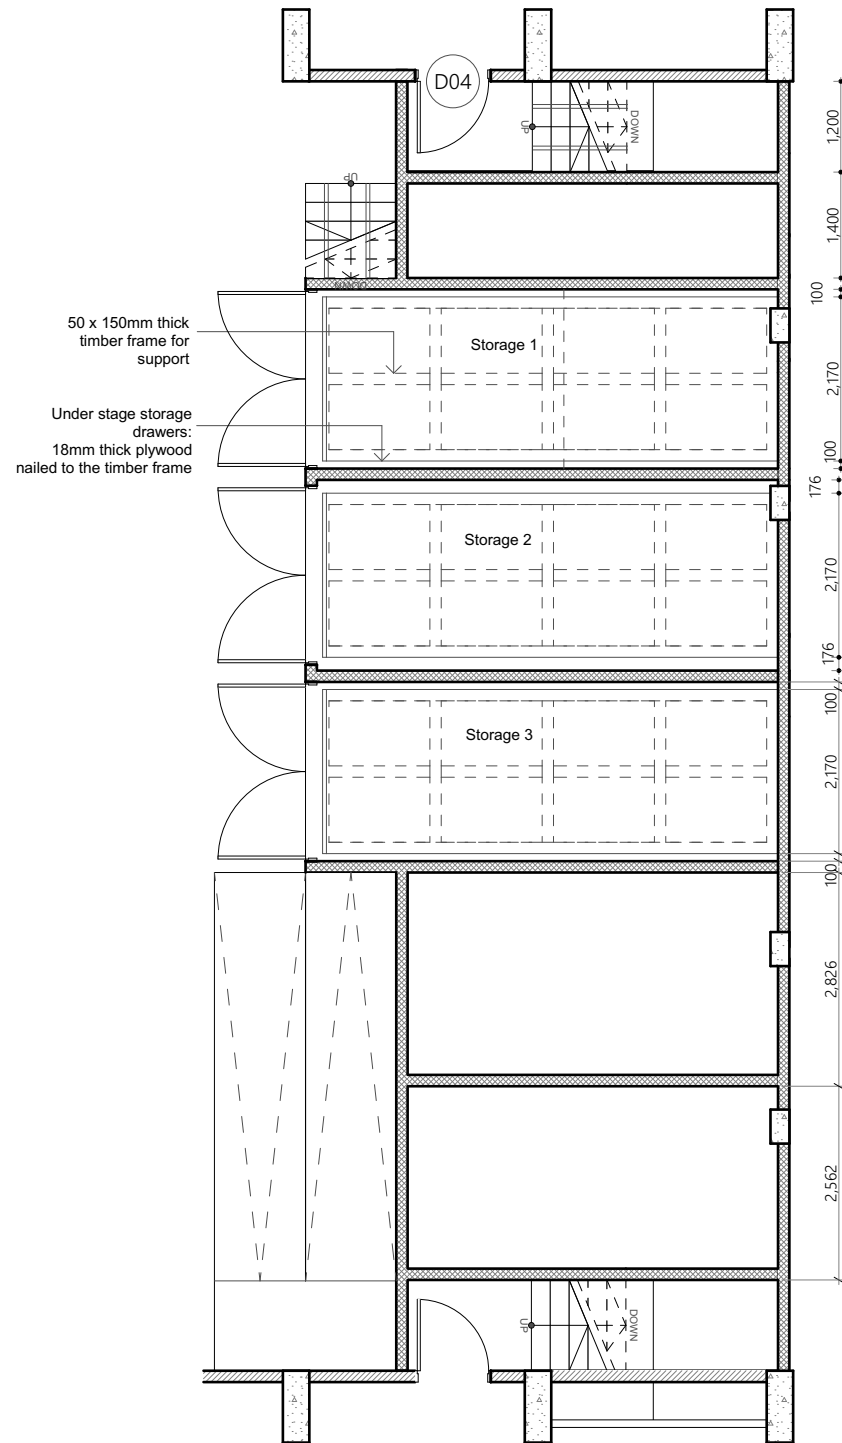 D04
UP
DOWN
1,200
UP
DOWN
1,400
100
50 x 150mm thick
timber frame for
support
Storage 1
2,170
Under stage storage
drawers:
18mm thick plywood
nailed to the timber frame
100
176
Storage 2
2,170
176
100
Storage 3
2,170
100
2,826
2,562
UP
DOWN